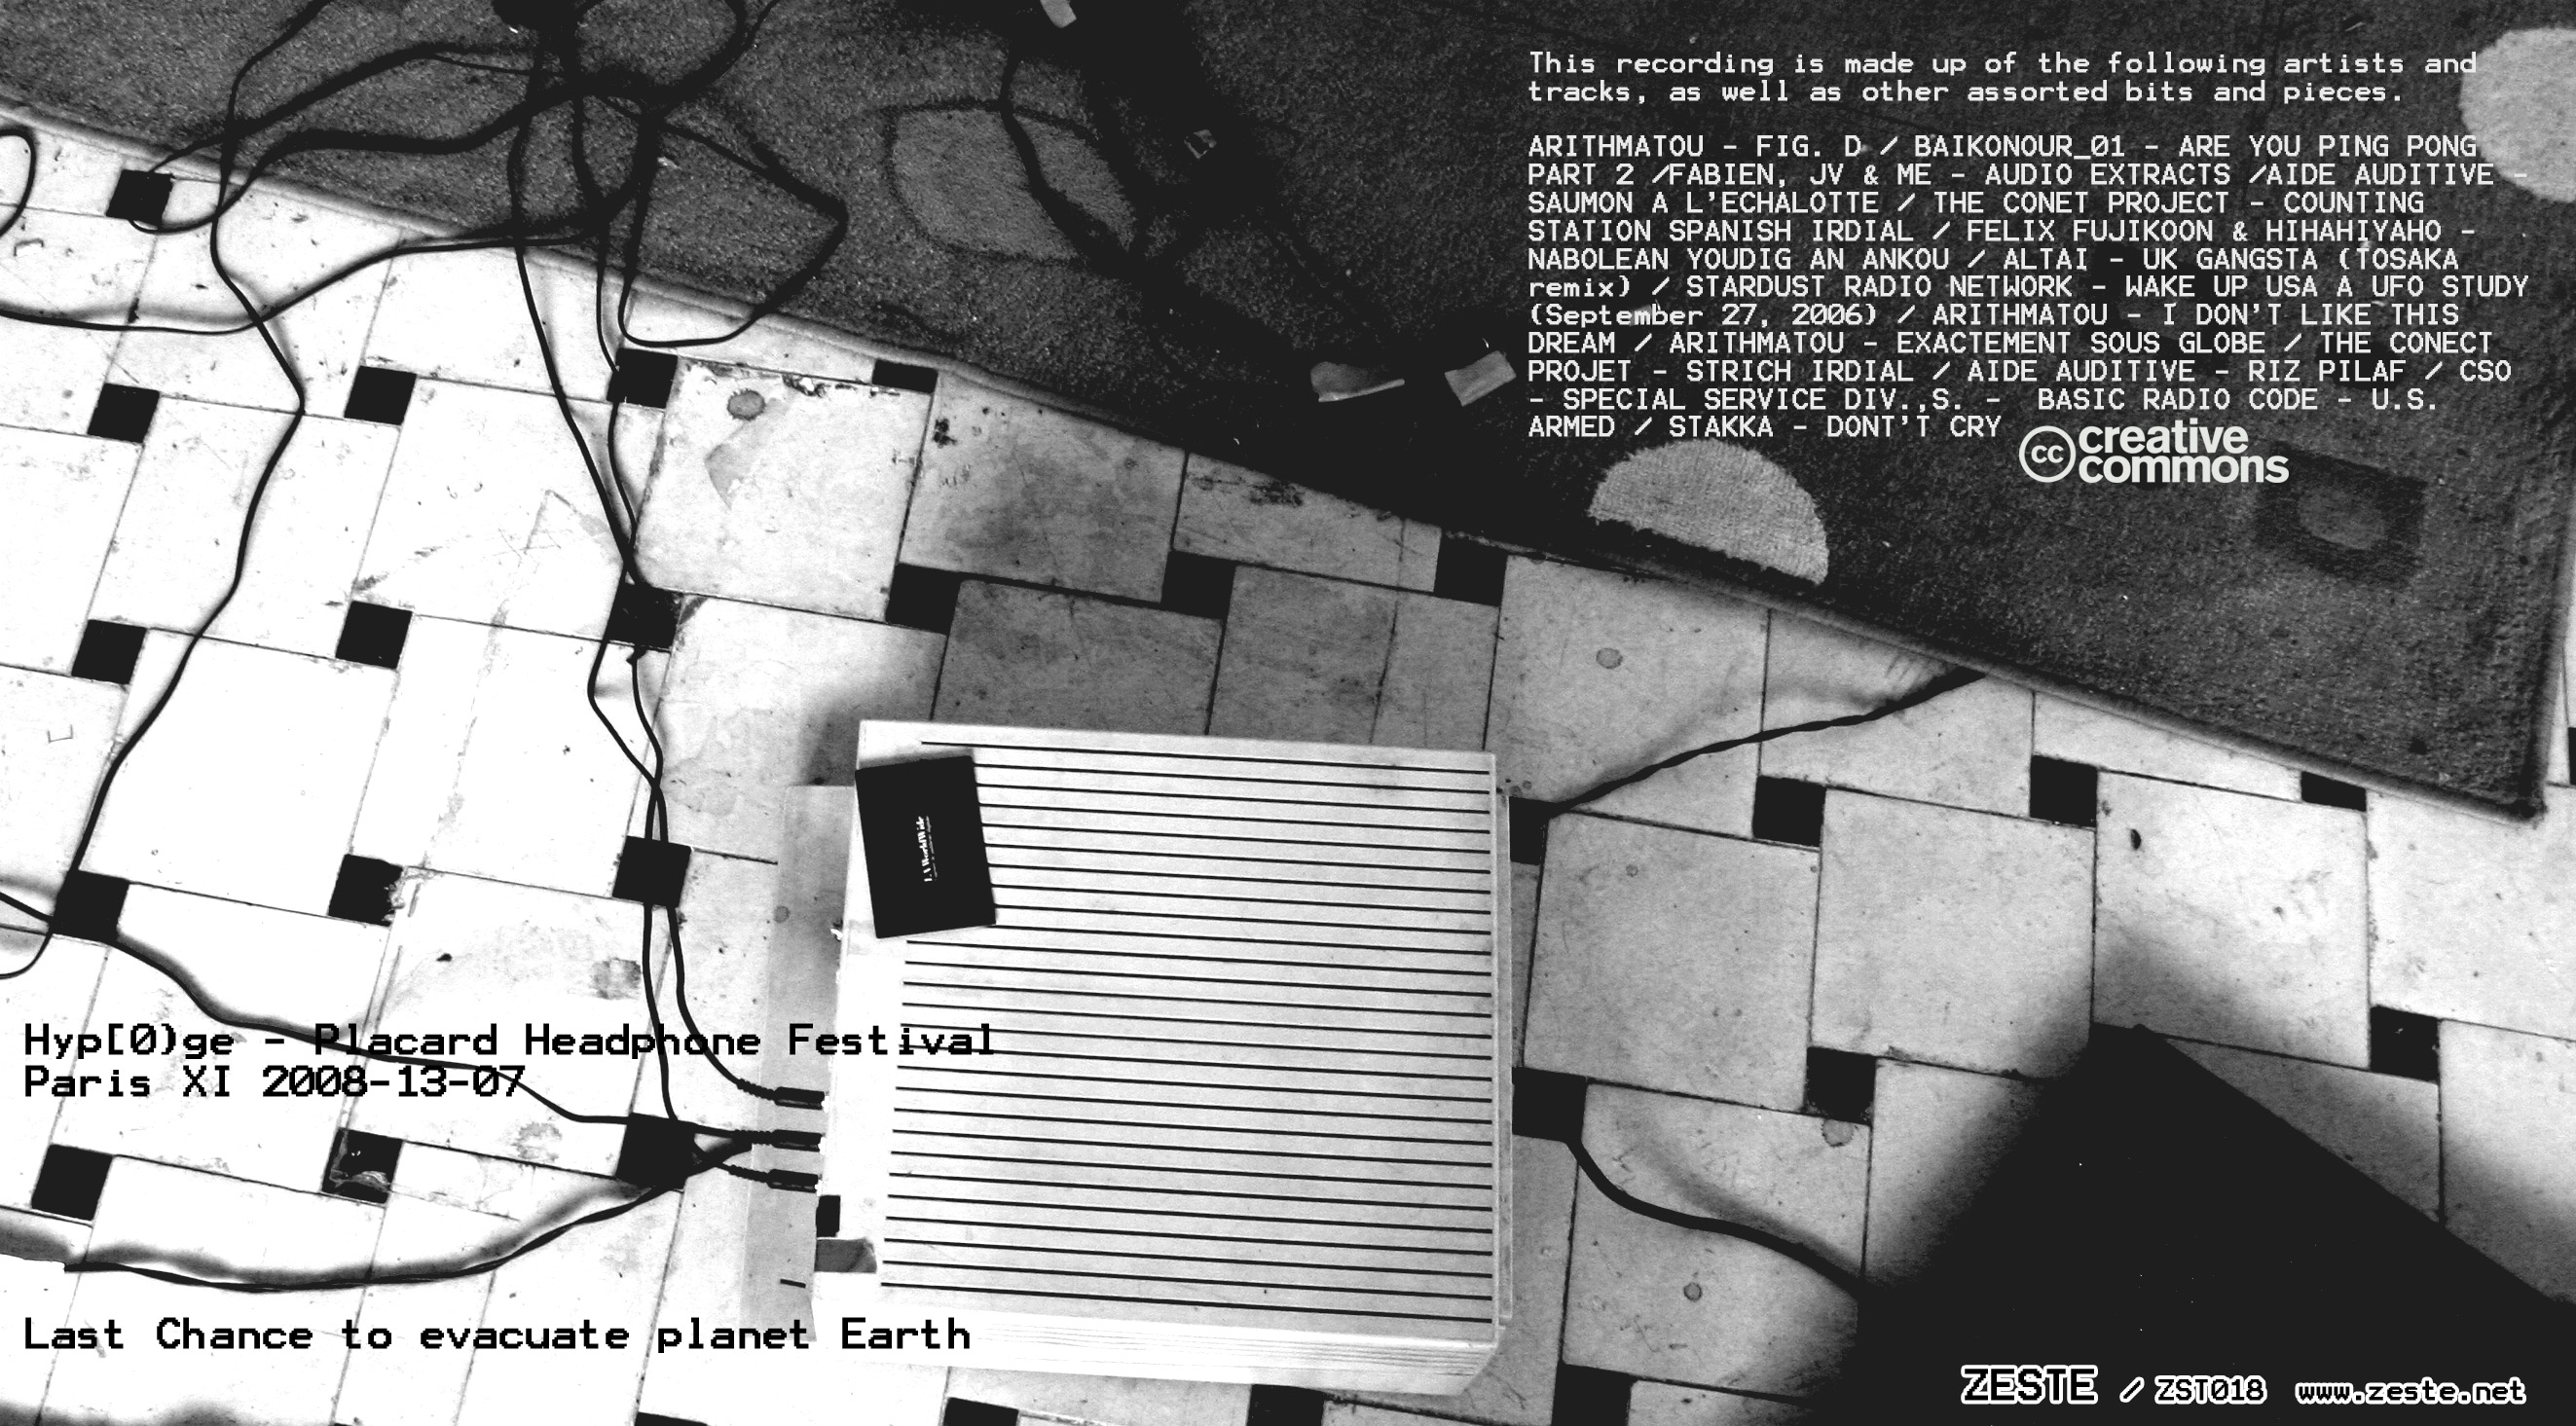 This recording is made up of the following artists and
tracks, as well as other assorted bits and pieces.
ARITHMATOU - FIG. D / BAIKONOUR_01 - ARE YOU PING PONG
PART 2 /FABIEN, JV & ME - AUDIO EXTRACTS /AIDE AUDITIVE -
SAUMON A L'ECHALOTTE / THE CONET PROJECT - COUNTING
STATION SPANISH IRDIAL / FELIX FUJIKOON & HIHAHIYAHO -
NABOLEAN YOUDIG AN ANKOU / ALTAI - UK GANGSTA (TOSAKA
remix) / STARDUST RADIO NETWORK - WAKE UP USA A UFO STUDY
(September 27, 2006) / ARITHMATOU - I DON'T LIKE THIS
DREAM / ARITHMATOU - EXACTEMENT SOUS GLOBE / THE CONECT
PROJET - STRICH IRDIAL / AIDE AUDITIVE - RIZ PILAF / CSO
- SPECIAL SERVICE DIV.,S. -  BASIC RADIO CODE - U.S.
ARMED / STAKKA - DONT'T CRY
cc creative
commons
Hyp[0)ge - Placard Headphone Festival
Paris XI 2008-13-07
Last Chance to evacuate planet Earth
ZESTE / ZST018 www.zeste.net